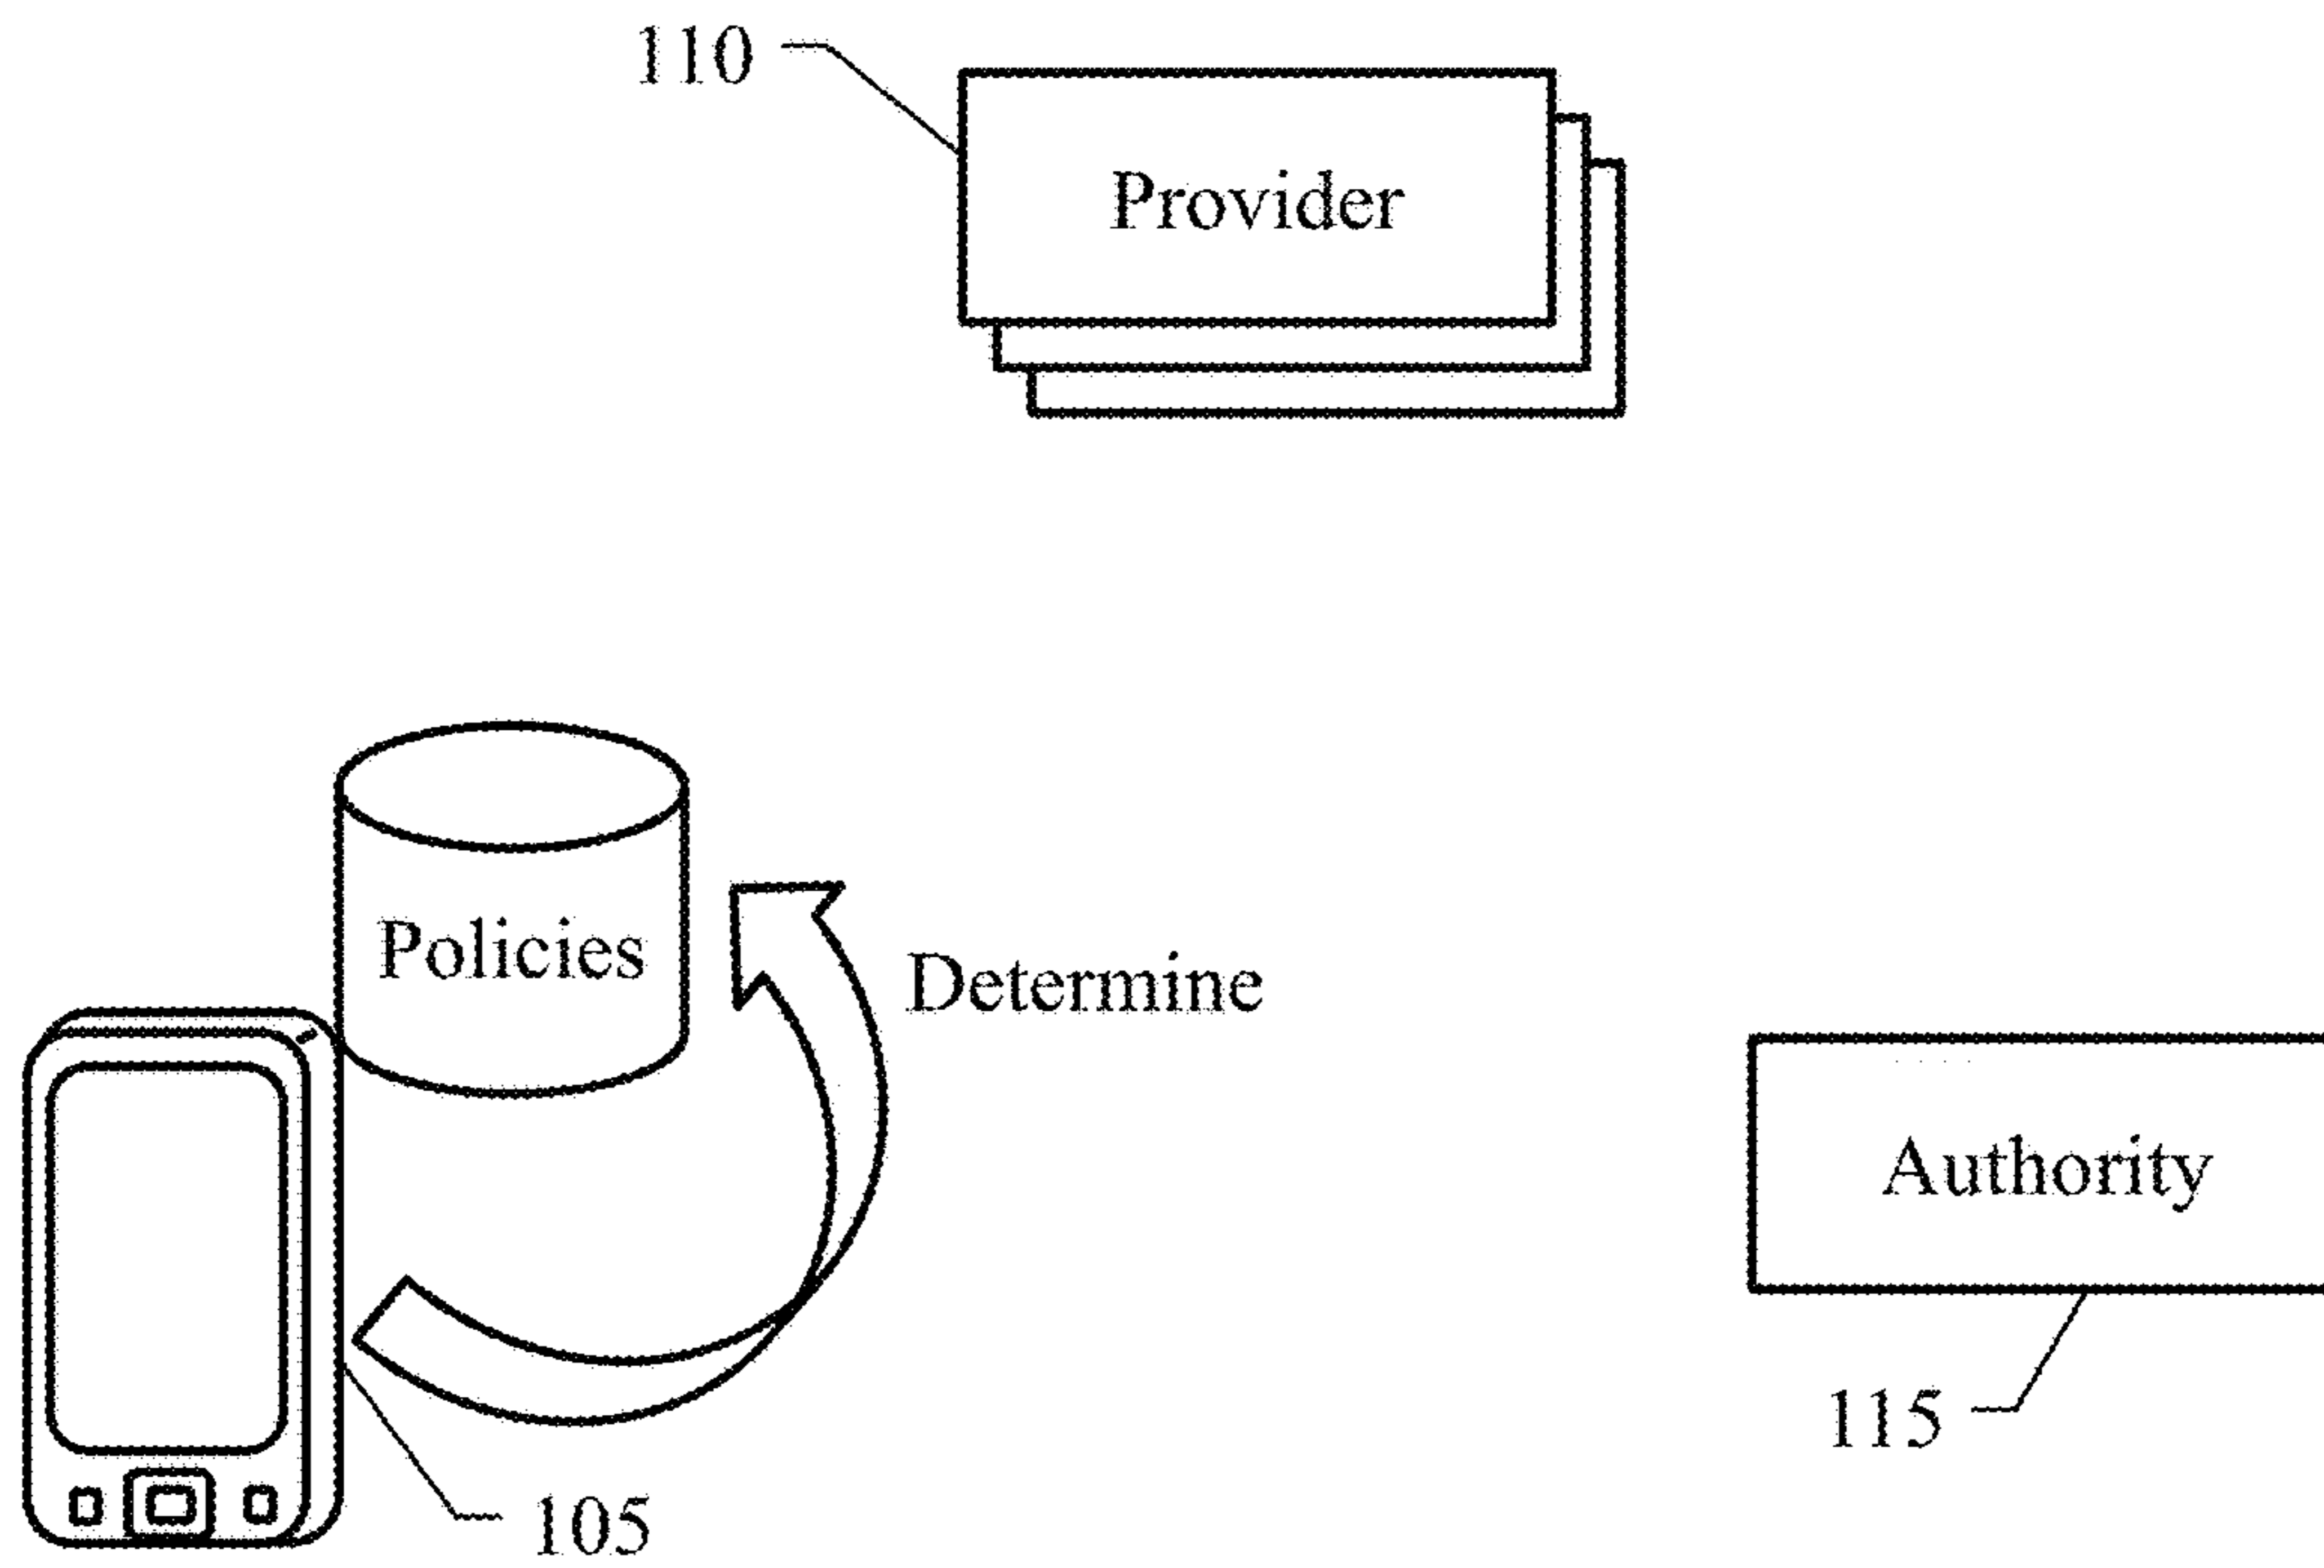 110
Provider
Policies
Determine
Authority
115
105